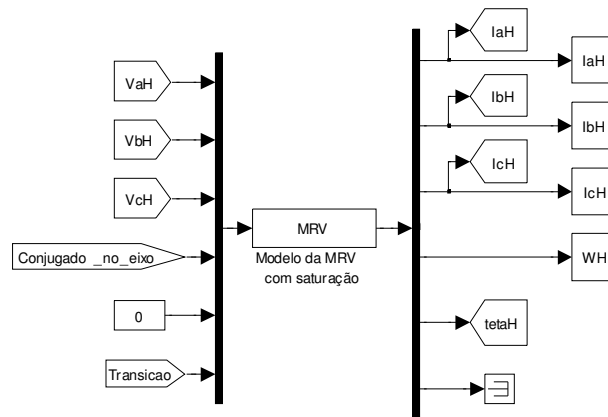 IaH
IaH
VaH
IbH
IbH
VbH
IcH
VcH
IcH
MRV
Modelo da MRV
com saturação
Conjugado _no_eixo
WH
0
tetaH
Transicao